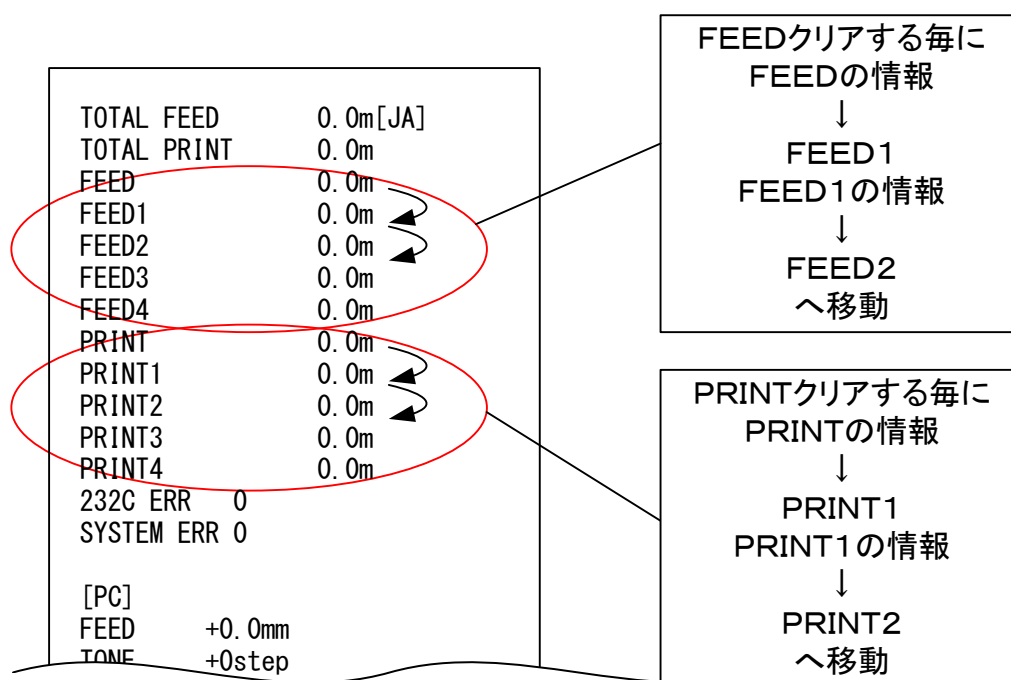 TOTAL FEED 0.0m[JA]
TOTAL PRINT 0.0m
FEED 0.0m
FEED1 0.0m
FEED2 0.0m
FEED3 0.0m
FEED4 0.0m
PRINT 0.0m
PRINT1 0.0m
PRINT2 0.0m
PRINT3 0.0m
PRINT4 0.0m
232C ERR 0
SYSTEM ERR 0
[PC]
FEED +0.0mm
TONE +0step
FEEDクリアする毎に
FEEDの情報
↓
FEED1
FEED1の情報
↓
FEED2
へ移動
PRINTクリアする毎に
PRINTの情報
↓
PRINT1
PRINT1の情報
↓
PRINT2
へ移動